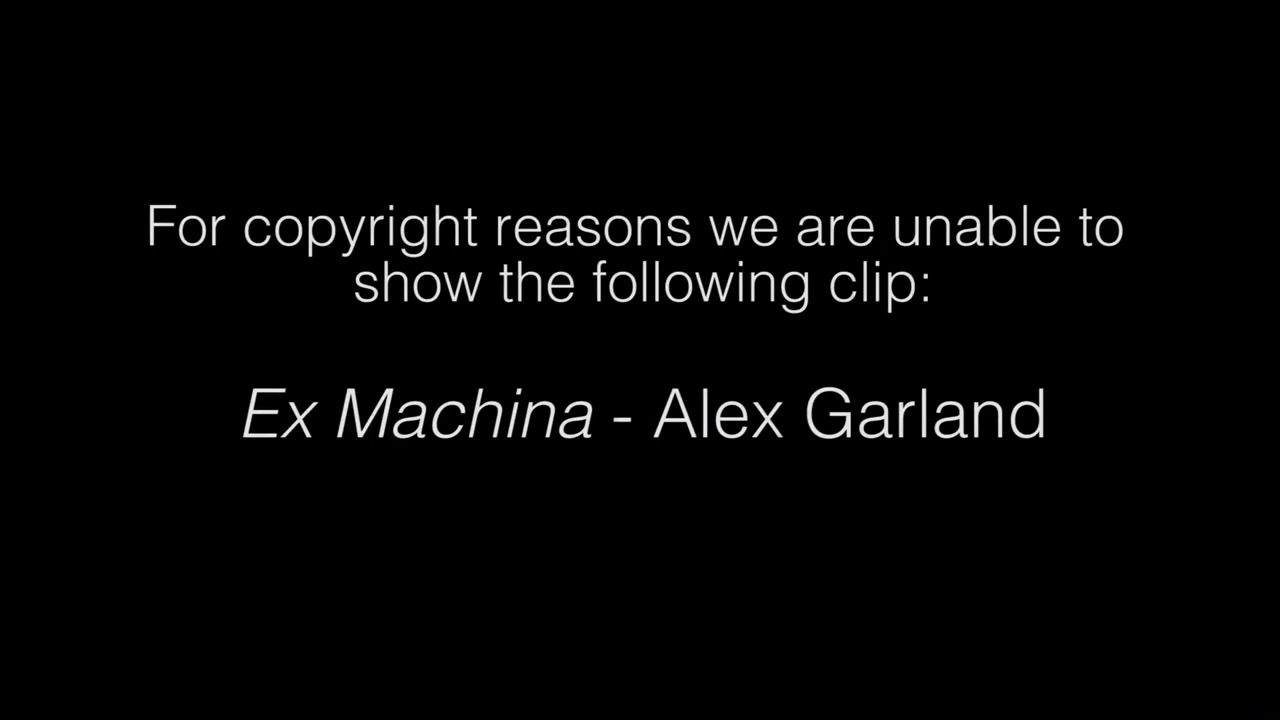 For copyright reasons we are unable to
show the following clip:
Ex Machina - Alex Garland